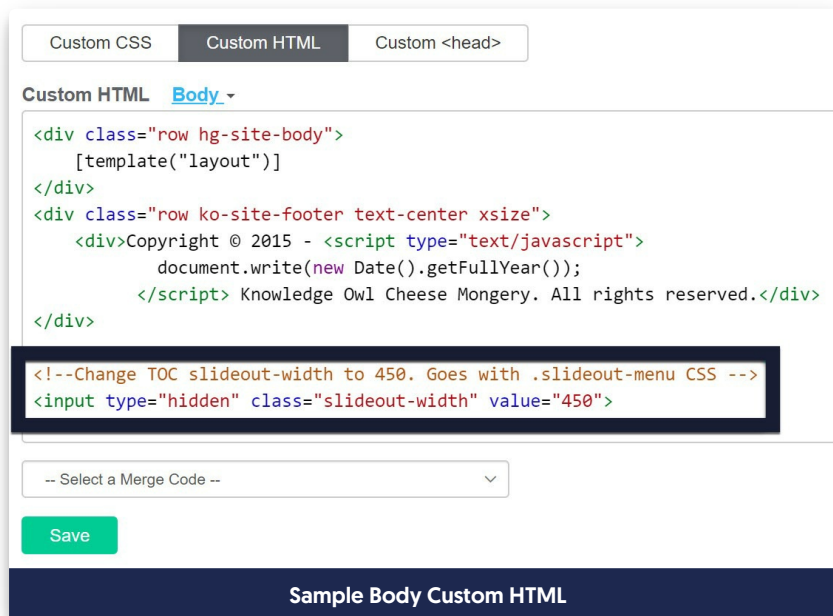 Custom CSS Custom HTML Custom <head>
Custom HTML Body
<div class="row hg-site-body">
    [template("layout")]
</div>
<div class="row ko-site-footer text-center xsize">
    <div>Copyright © 2015 - <script type="text/javascript">
            document.write(new Date().getFullYear());
          </script> Knowledge Owl Cheese Mongery. All rights reserved.</div>
</div>
<!--Change TOC slideout-width to 450. Goes with .slideout-menu CSS -->
<input type="hidden" class="slideout-width" value="450">
-- Select a Merge Code --
Save
Sample Body Custom HTML